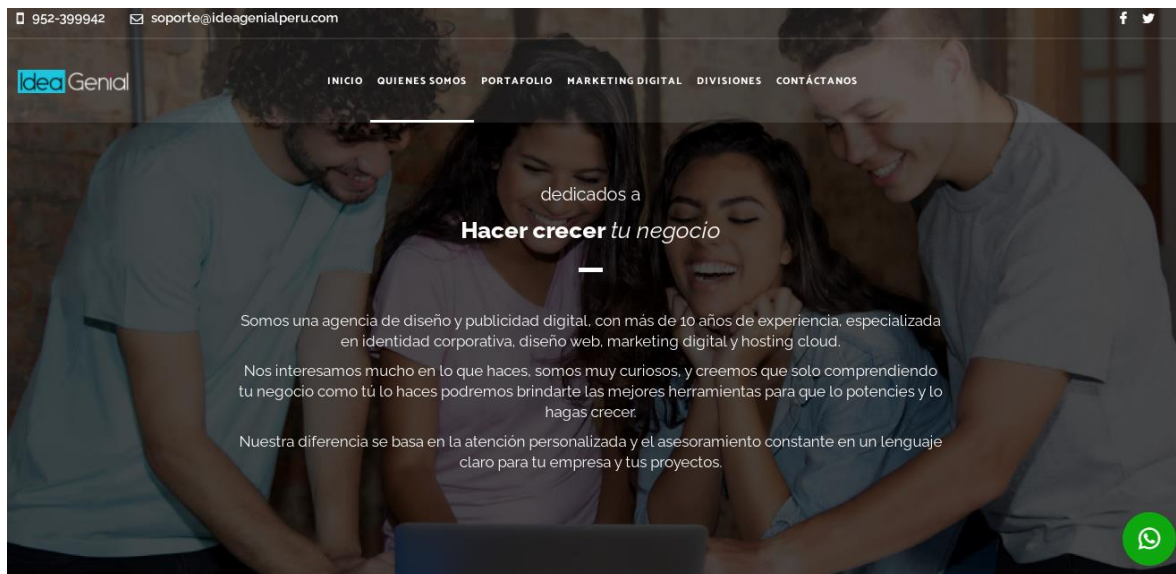 952-399942 soporte@ideagenialperu.com
Idea Genial
INICIO QUIENES SOMOS PORTAFOLIO MARKETING DIGITAL DIVISIONES CONTÁCTANOS
dedicados a
Hacer crecer tu negocio
Somos una agencia de diseño y publicidad digital, con más de 10 años de experiencia, especializada
en identidad corporativa, diseño web, marketing digital y hosting cloud.
Nos interesamos mucho en lo que haces, somos muy curiosos, y creemos que solo comprendiendo
tu negocio como tú lo haces podremos brindarte las mejores herramientas para que lo potencies y lo
hagas crecer.
Nuestra diferencia se basa en la atención personalizada y el asesoramiento constante en un lenguaje
claro para tu empresa y tus proyectos.